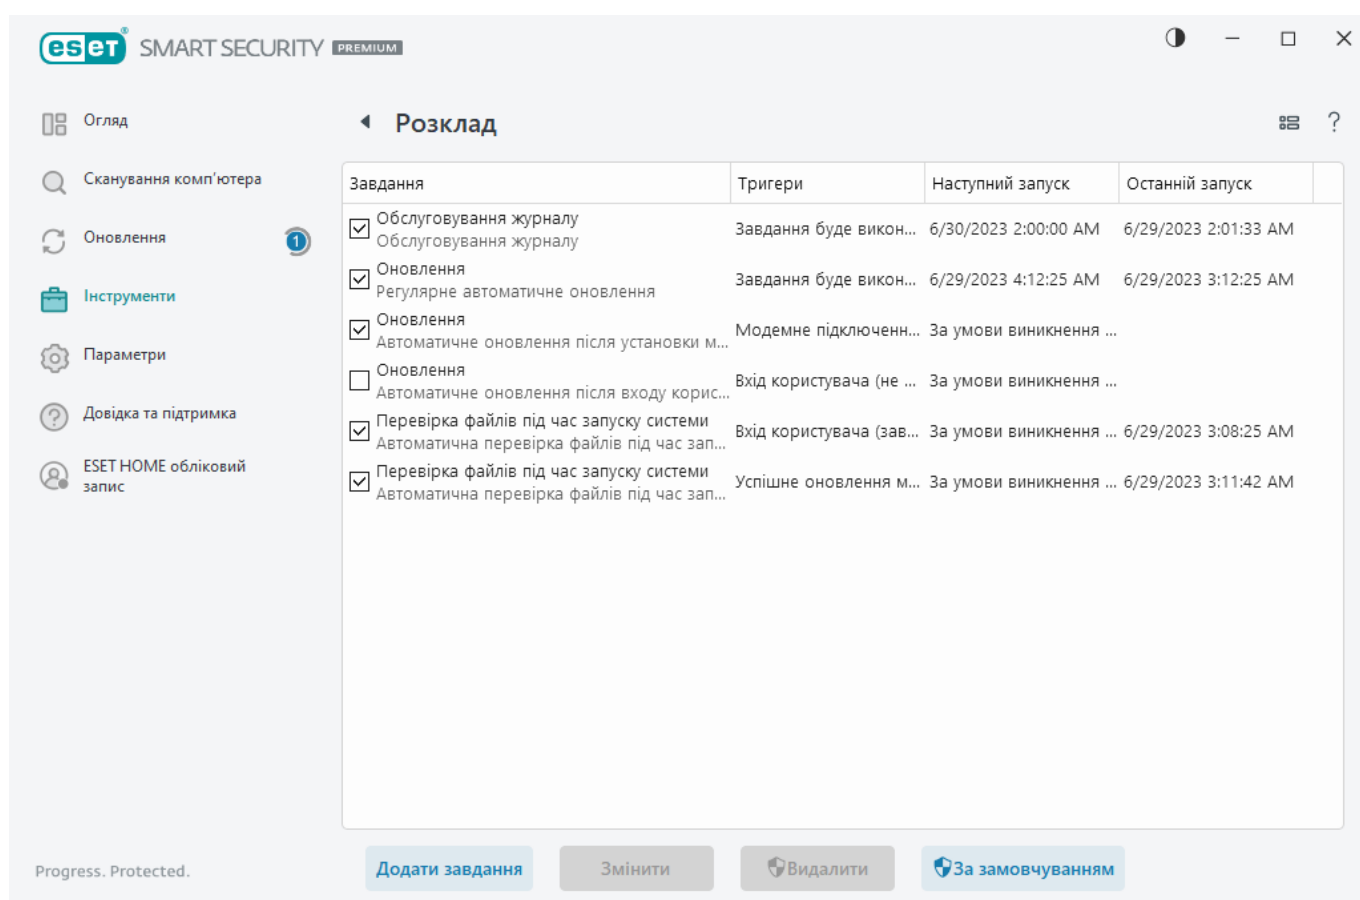 eset® SMART SECURITY PREMIUM
Огляд
Сканування комп'ютера
Оновлення 1
Інструменти
Параметри
Довідка та підтримка
ESET HOME обліковий
запис
Розклад ?
Завдання Тригери Наступний запуск Останній запуск
Обслуговування журналу
Обслуговування журналу
Завдання буде викон... 6/30/2023 2:00:00 AM 6/29/2023 2:01:33 AM
Оновлення
Регулярне автоматичне оновлення
Завдання буде викон... 6/29/2023 4:12:25 AM 6/29/2023 3:12:25 AM
Оновлення
Автоматичне оновлення після установки м...
Модемне підключенн... За умови виникнення ...
Оновлення
Автоматичне оновлення після входу корис...
Вхід користувача (не ... За умови виникнення ...
Перевірка файлів під час запуску системи
Автоматична перевірка файлів під час зап...
Вхід користувача (зав... За умови виникнення ... 6/29/2023 3:08:25 AM
Перевірка файлів під час запуску системи
Автоматична перевірка файлів під час зап...
Успішне оновлення м... За умови виникнення ... 6/29/2023 3:11:42 AM
Progress. Protected.
Додати завдання Змінити Видалити За замовчуванням